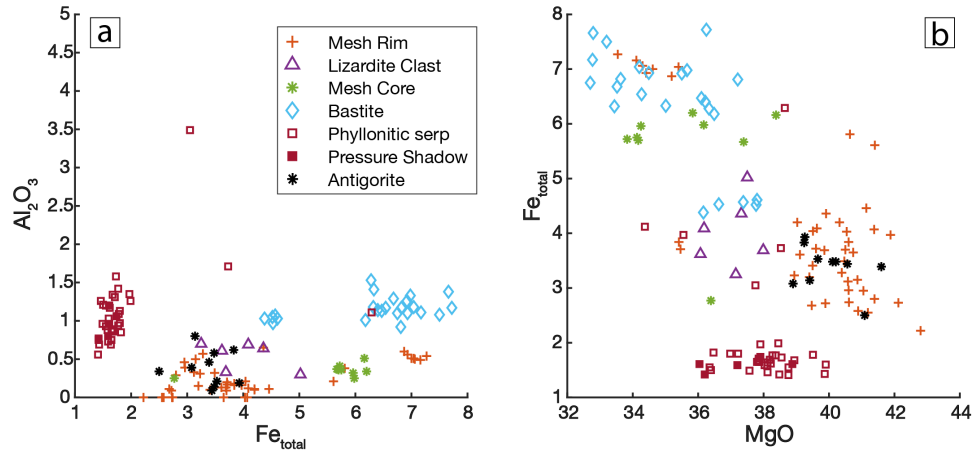 a
5
4.5
4
3.5
3
2.5
2
1.5
1
0.5
0
Al2O3
1 2 3 4 5 6 7 8
Fetotal
Mesh Rim
Lizardite Clast
Mesh Core
Bastite
Phyllonitic serp
Pressure Shadow
Antigorite
b
8
7
6
5
4
3
2
1
Fetotal
32 34 36 38 40 42 44
MgO